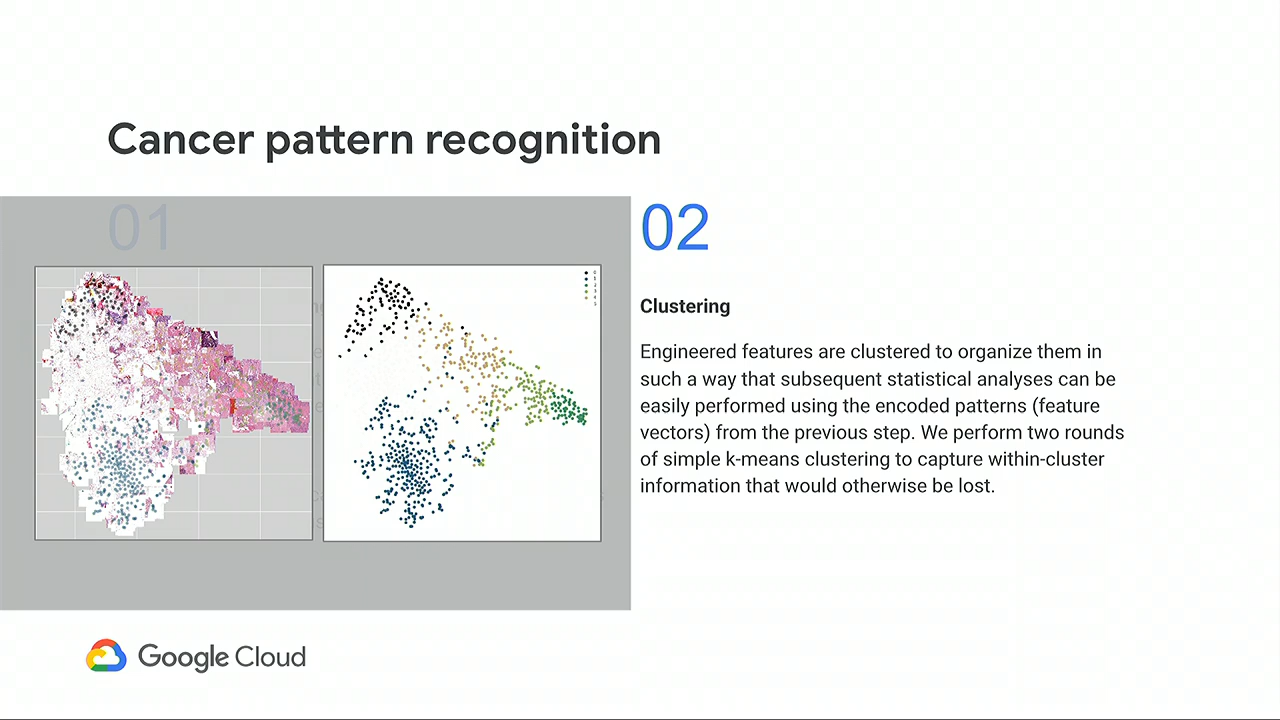 Cancer pattern recognition
01
02
Clustering
Engineered features are clustered to organize them in
such a way that subsequent statistical analyses can be
easily performed using the encoded patterns (feature
vectors) from the previous step. We perform two rounds
of simple k-means clustering to capture within-cluster
information that would otherwise be lost.
Google Cloud